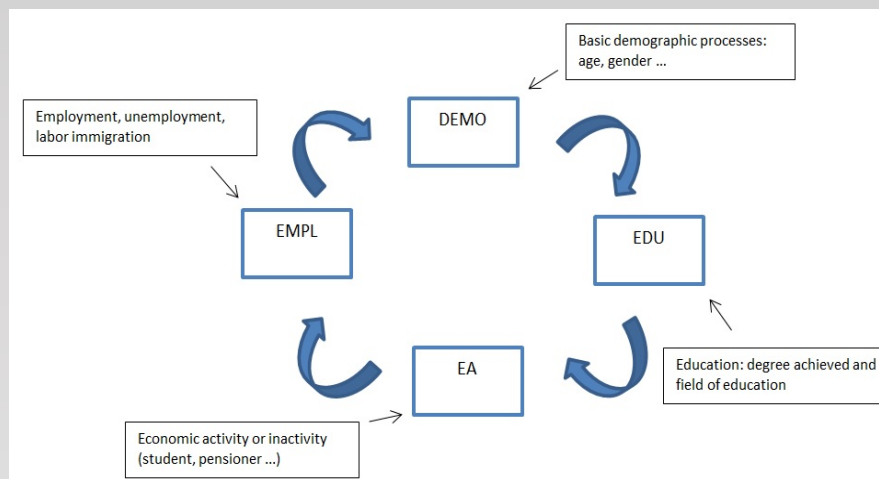 Basic demographic processes:
age, gender ...
Employment, unemployment,
labor immigration
DEMO
EMPL
EDU
EA
Education: degree achieved and
field of education
Economic activity or inactivity
(student, pensioner ...)